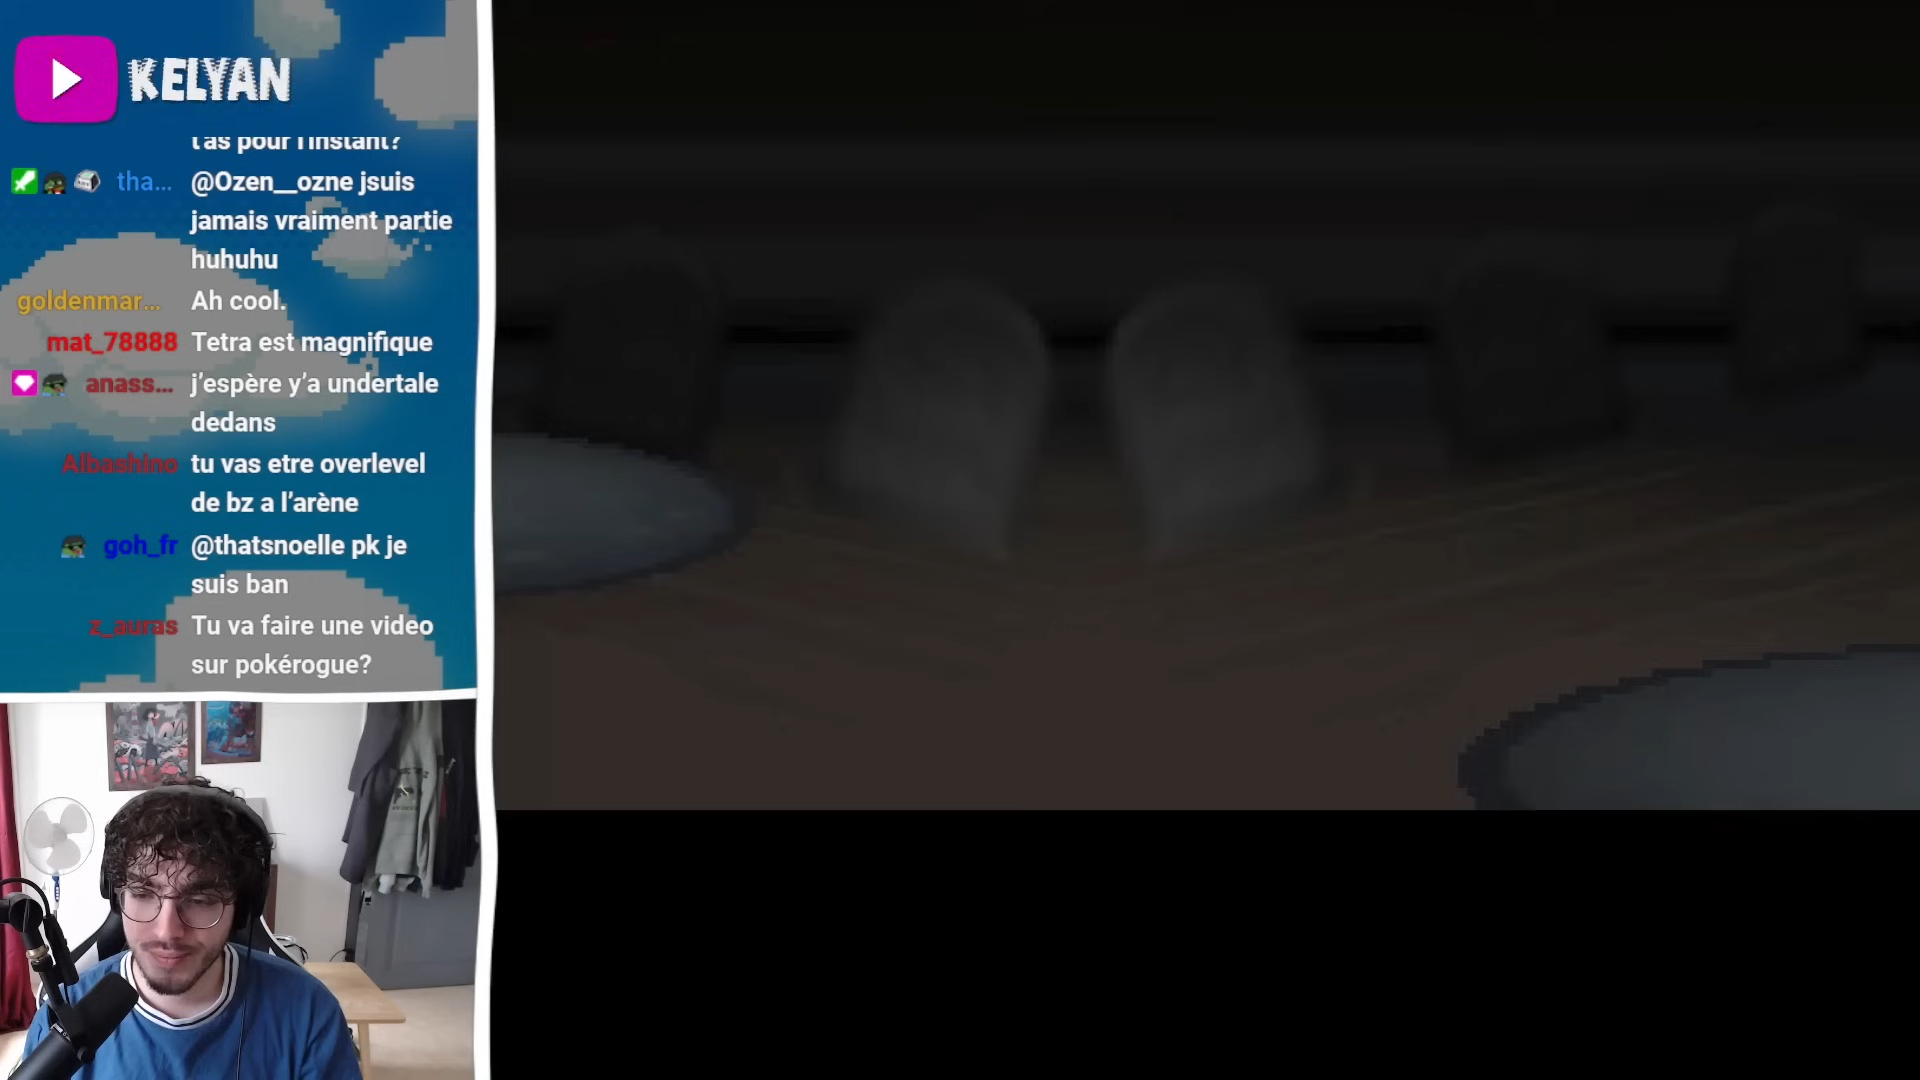 KELYAN
t'as pour l'instant?
tha... @Ozen__ozne jsuis
jamais vraiment partie
huhuhu
goldenmar... Ah cool.
mat_78888 Tetra est magnifique
anass... j'espère y'a undertale
dedans
Albashino tu vas etre overlevel
de bz a l'arène
goh_fr @thatsnoelle pk je
suis ban
z_auras Tu va faire une video
sur pokérogue?